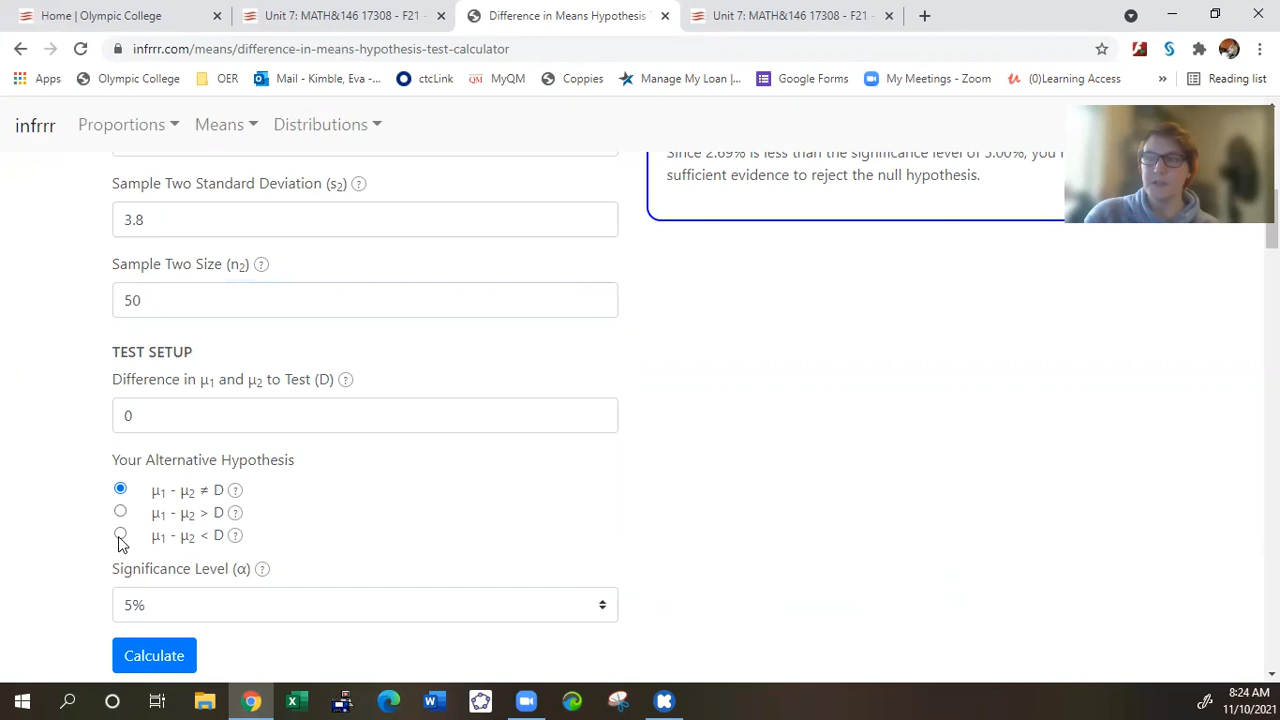 Home | Olympic College
Unit 7: MATH&146 17308 - F21 -
Difference in Means Hypothesis
Unit 7: MATH&146 17308 - F21 -
infrrr.com/means/difference-in-means-hypothesis-test-calculator
Apps Olympic College OER Mail - Kimble, Eva -... ctcLink MyQM Coppies Manage My Loan |... Google Forms My Meetings - Zoom (0)Learning Access » Reading list
infrrr Proportions Means Distributions
Since 2.69% is less than the significance level of 5.00%, you
sufficient evidence to reject the null hypothesis.
Sample Two Standard Deviation (s2) ?
3.8
Sample Two Size (n2) ?
50
TEST SETUP
Difference in μ1 and μ2 to Test (D) ?
0
Your Alternative Hypothesis
μ1 - μ2 ≠ D ?
μ1 - μ2 > D ?
μ1 - μ2 < D ?
Significance Level (α) ?
5%
Calculate
8:24 AM
11/10/2021